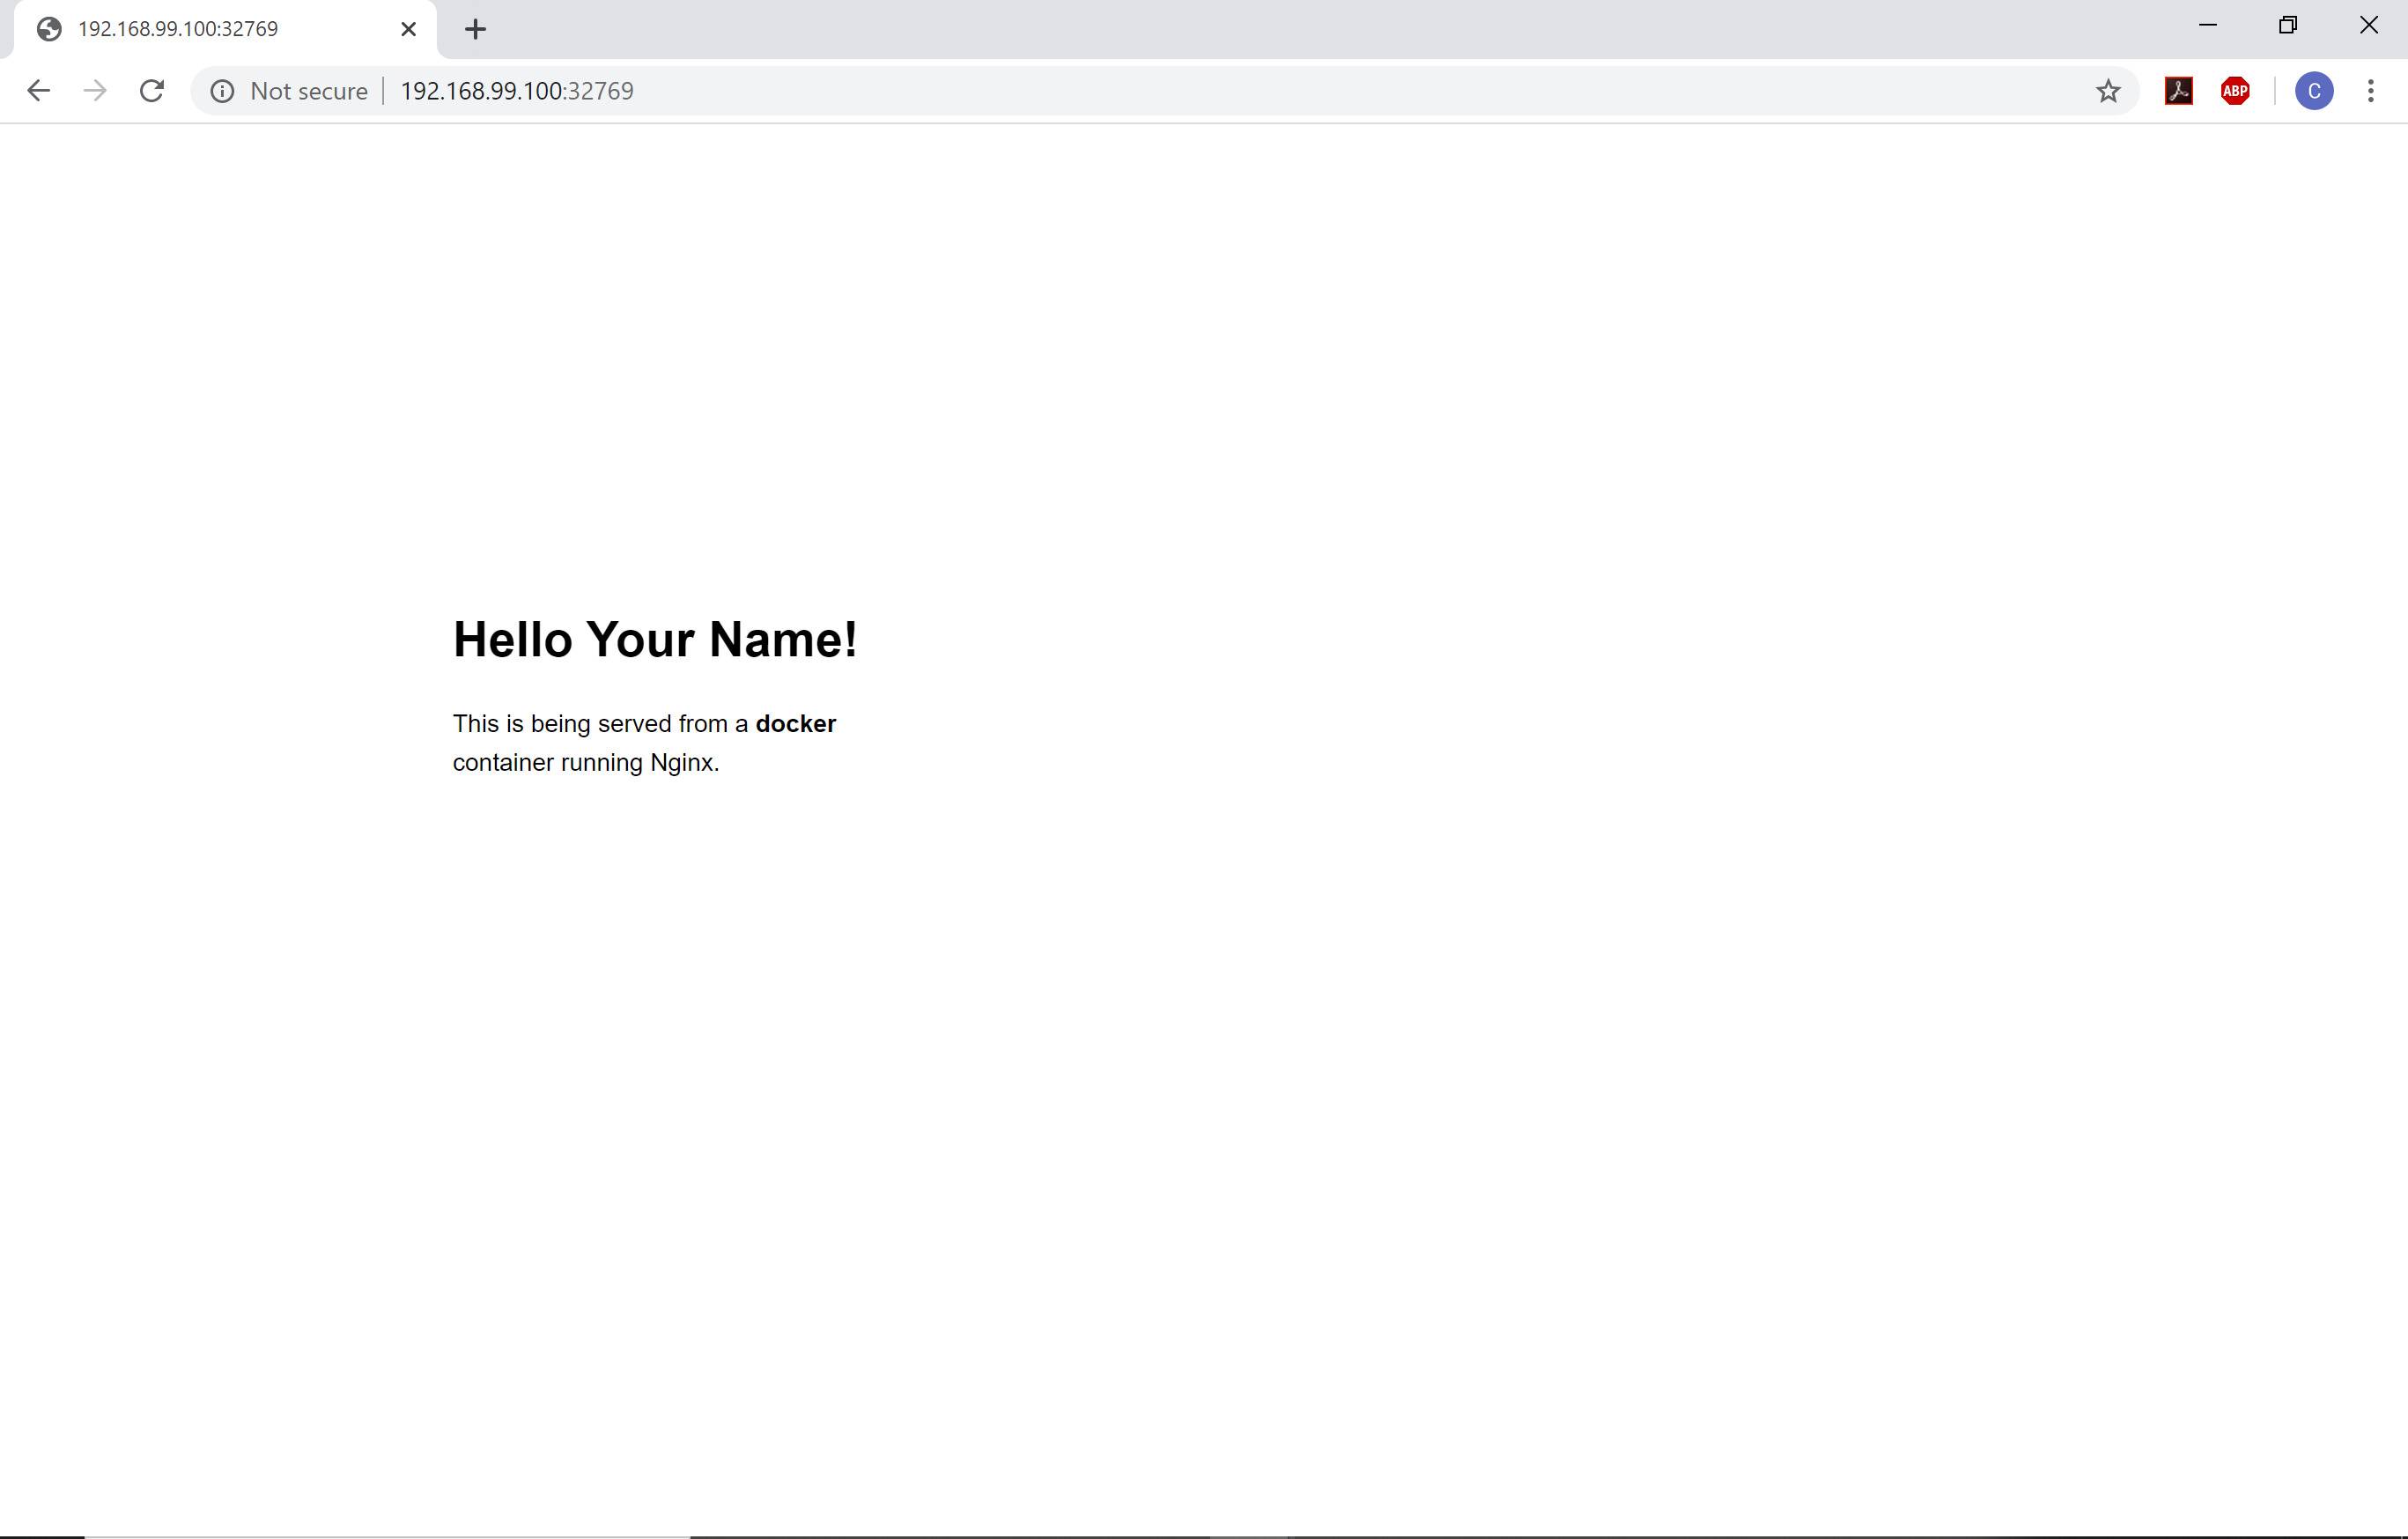 192.168.99.100:32769
Not secure 192.168.99.100:32769 ABP C
Hello Your Name!
This is being served from a docker
container running Nginx.